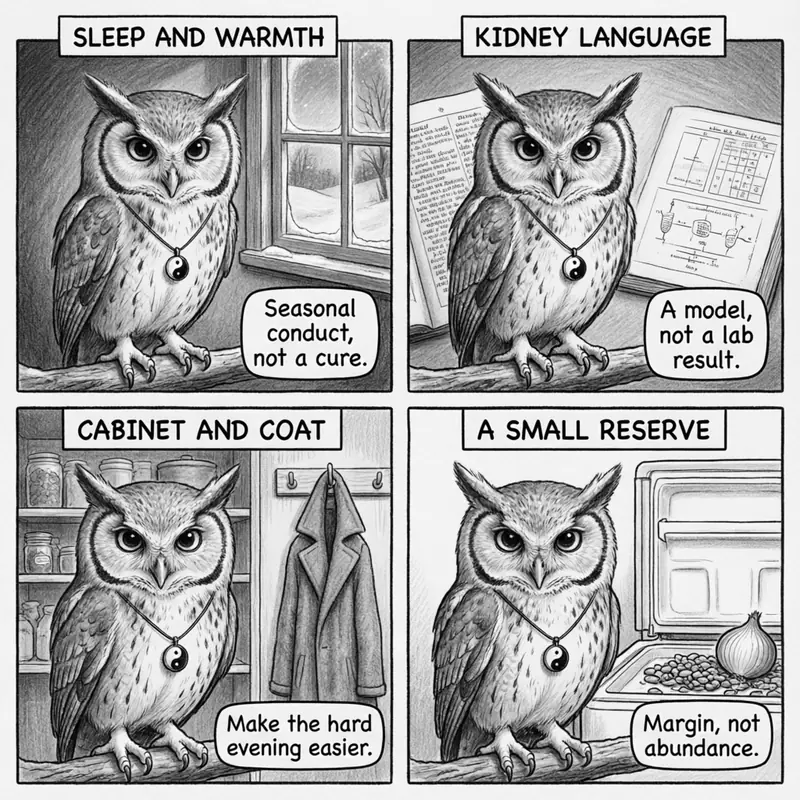 SLEEP AND WARMTH
Seasonal
conduct,
not a cure.
KIDNEY LANGUAGE
A model,
not a lab
result.
CABINET AND COAT
Make the hard
evening easier.
A SMALL RESERVE
Margin, not
abundance.